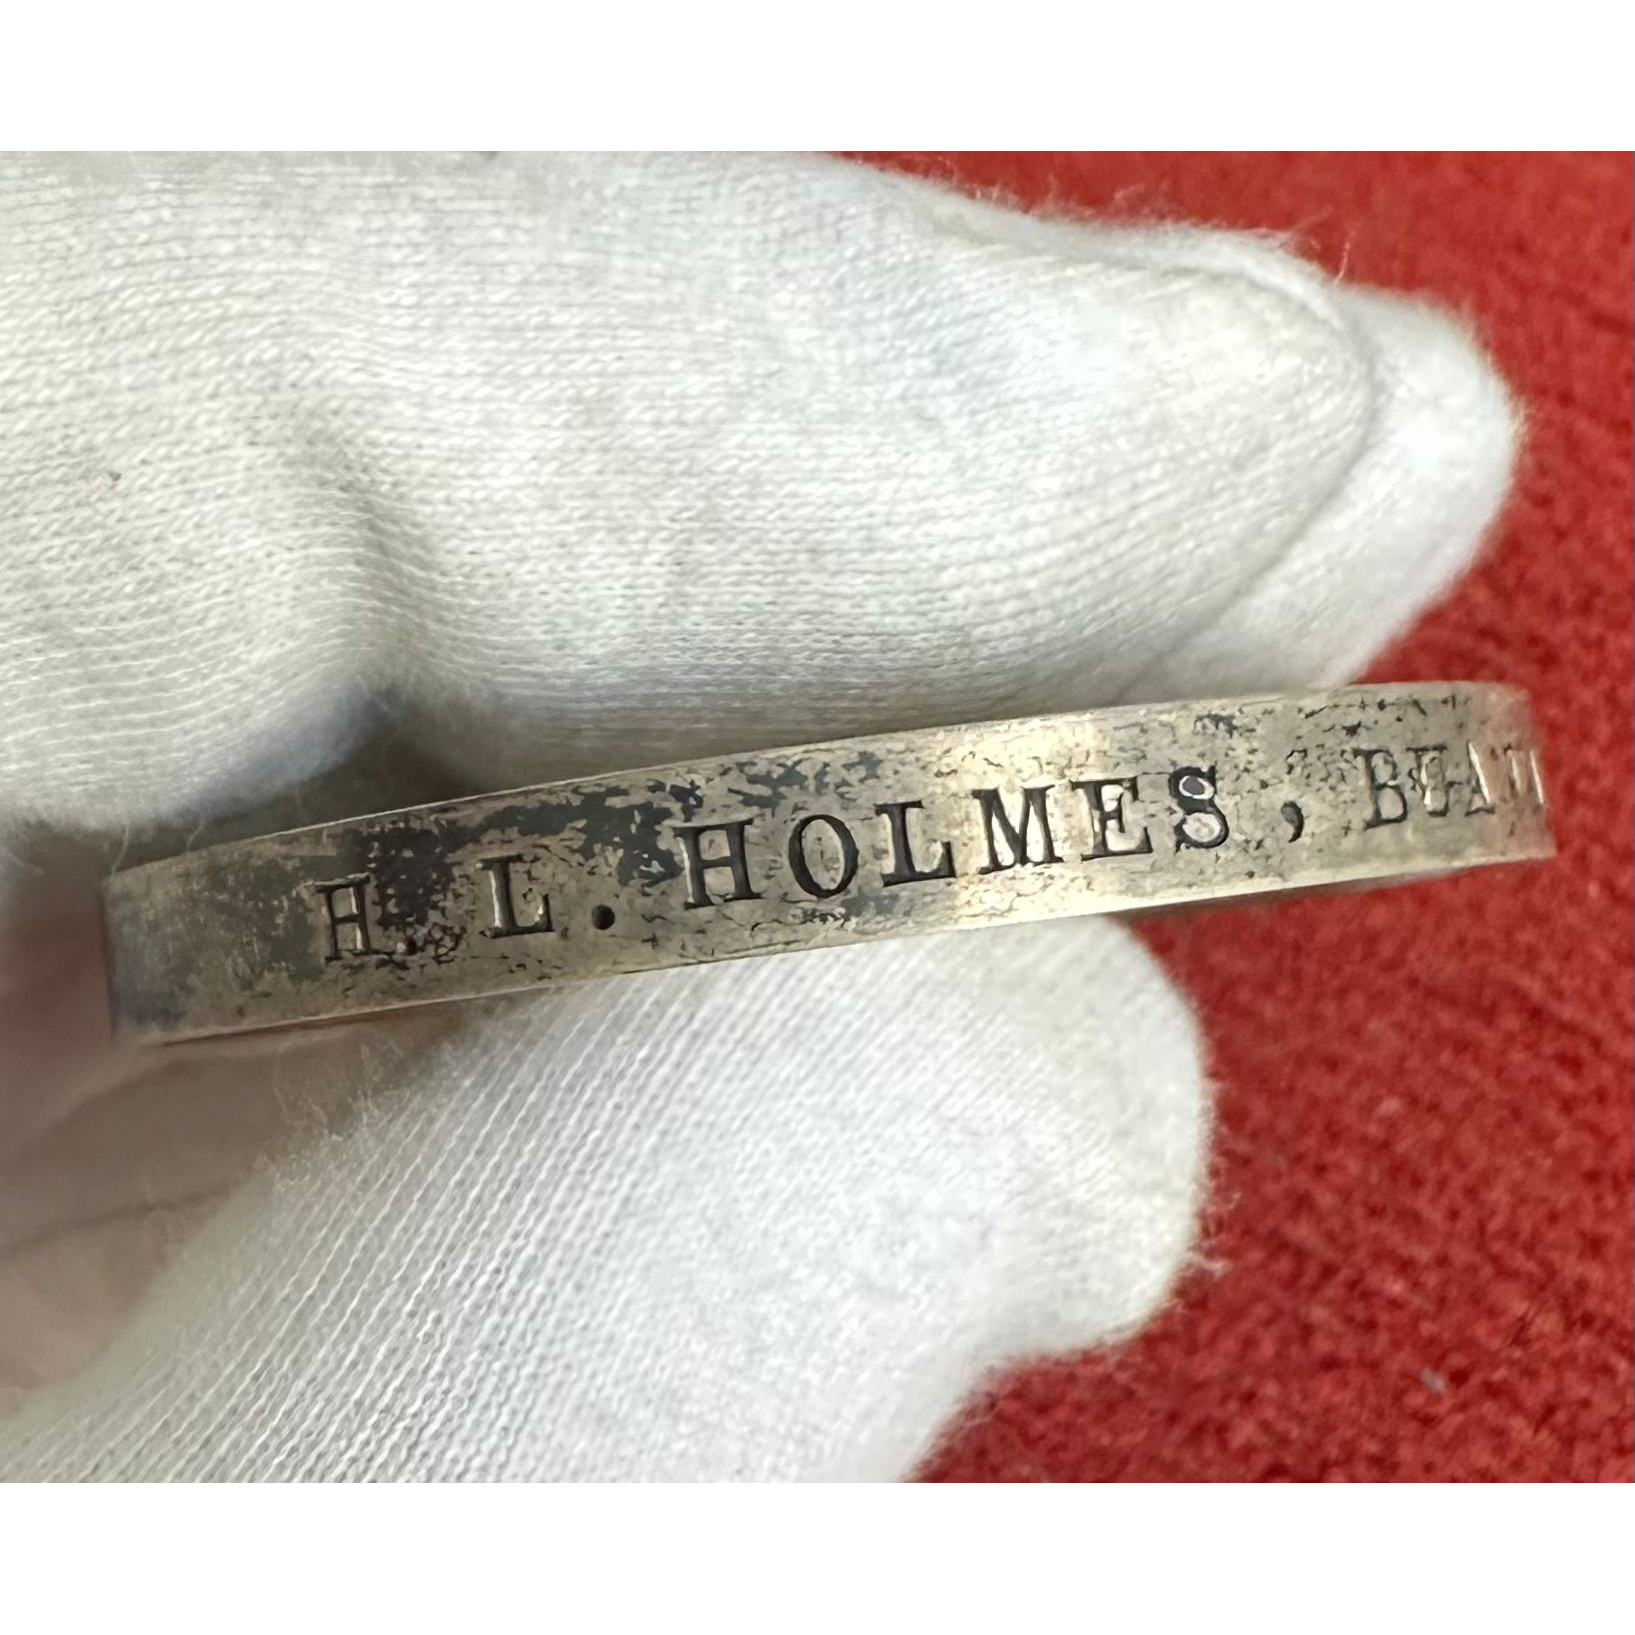 H. L. HOLMES,